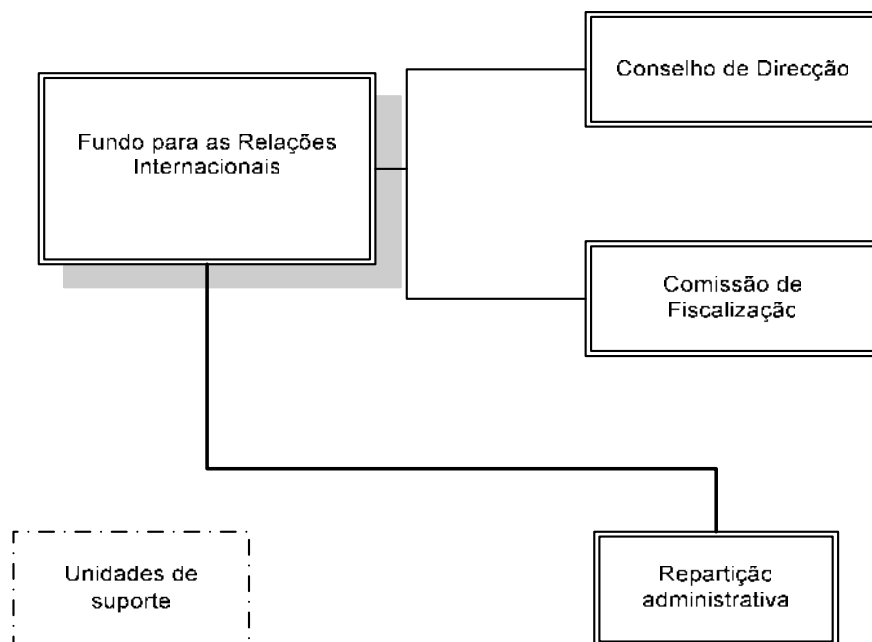 Conselho de Direcção
Fundo para as Relações
Internacionais
Comissão de
Fiscalização
Unidades de
suporte
Repartição
administrativa